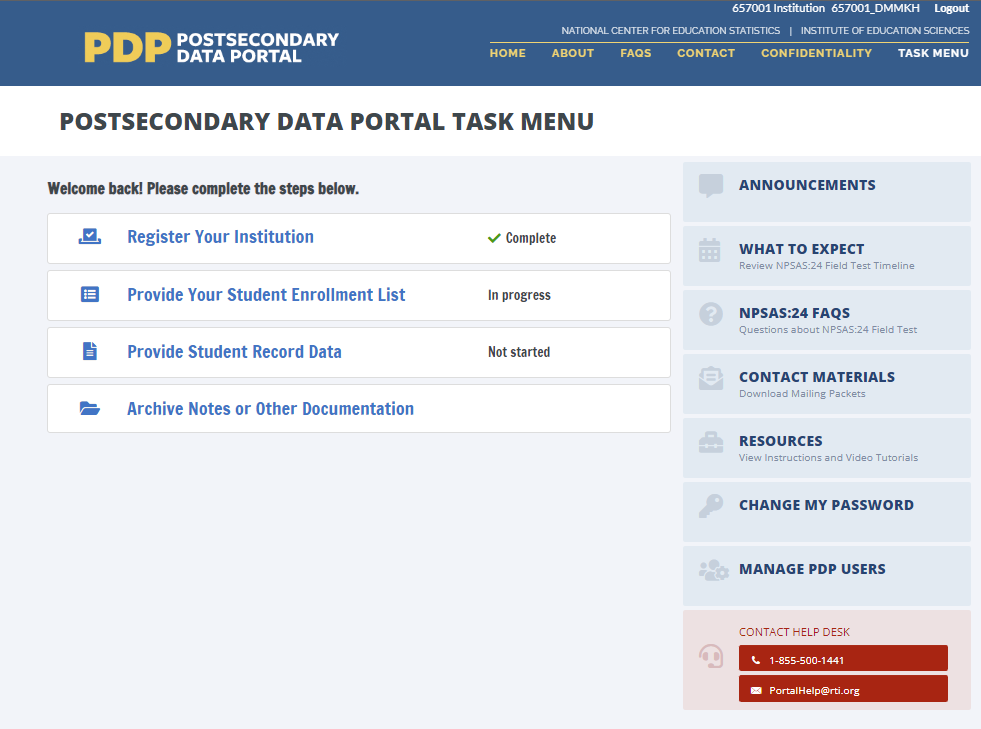 657001 Institution 657001_DMMKH Logout
NATIONAL CENTER FOR EDUCATION STATISTICS | INSTITUTE OF EDUCATION SCIENCES
PDP POSTSECONDARY
DATA PORTAL
HOME ABOUT FAQS CONTACT CONFIDENTIALITY TASK MENU
POSTSECONDARY DATA PORTAL TASK MENU
Welcome back! Please complete the steps below.
Register Your Institution Complete
Provide Your Student Enrollment List In progress
Provide Student Record Data Not started
Archive Notes or Other Documentation
ANNOUNCEMENTS
WHAT TO EXPECT
Review NPSAS:24 Field Test Timeline
NPSAS:24 FAQS
Questions about NPSAS:24 Field Test
CONTACT MATERIALS
Download Mailing Packets
RESOURCES
View Instructions and Video Tutorials
CHANGE MY PASSWORD
MANAGE PDP USERS
CONTACT HELP DESK
1-855-500-1441
PortalHelp@rti.org